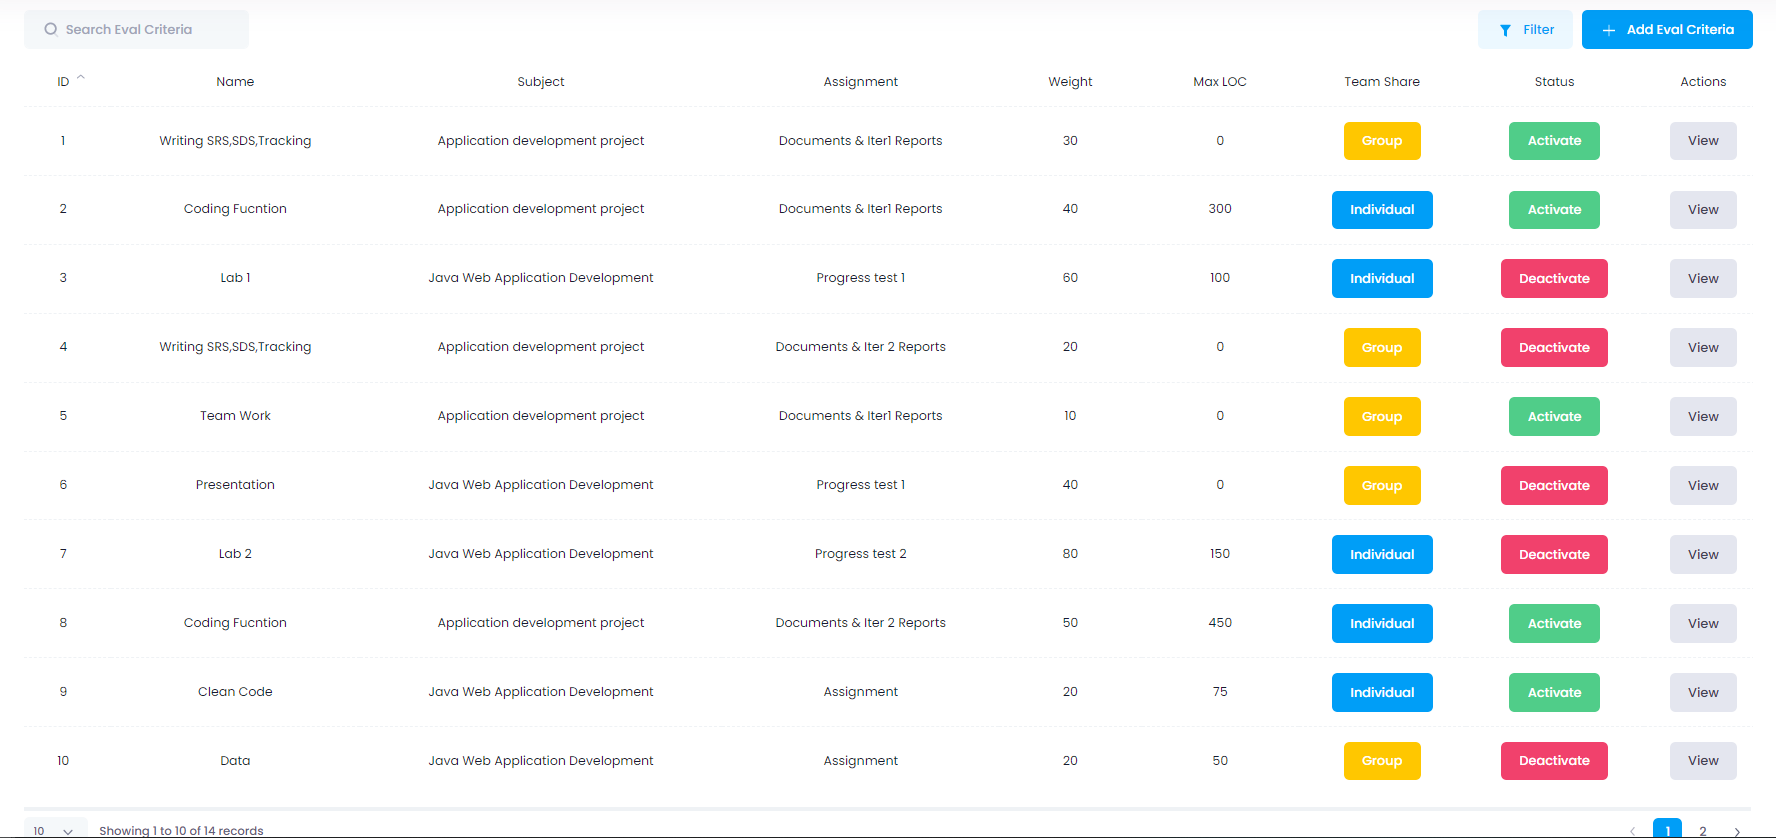 Search Eval Criteria Filter Add Eval Criteria
ID Name Subject Assignment Weight Max LOC Team Share Status Actions
1 Writing SRS,SDS,Tracking Application development project Documents & Iter1 Reports 30 0 Group Activate View
2 Coding Fucntion Application development project Documents & Iter1 Reports 40 300 Individual Activate View
3 Lab 1 Java Web Application Development Progress test 1 60 100 Individual Deactivate View
4 Writing SRS,SDS,Tracking Application development project Documents & Iter 2 Reports 20 0 Group Deactivate View
5 Team Work Application development project Documents & Iter1 Reports 10 0 Group Activate View
6 Presentation Java Web Application Development Progress test 1 40 0 Group Deactivate View
7 Lab 2 Java Web Application Development Progress test 2 80 150 Individual Deactivate View
8 Coding Fucntion Application development project Documents & Iter 2 Reports 50 450 Individual Activate View
9 Clean Code Java Web Application Development Assignment 20 75 Individual Activate View
10 Data Java Web Application Development Assignment 20 50 Group Deactivate View
10 Showing 1 to 10 of 14 records 1 2